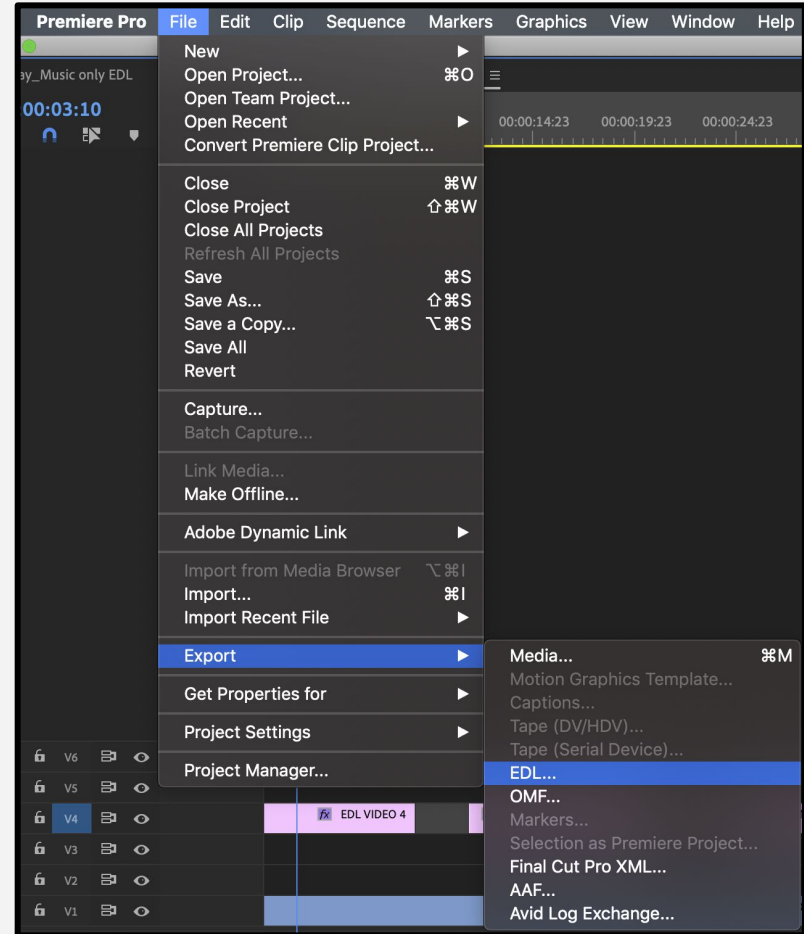 Premiere Pro File Edit Clip Sequence Markers Graphics View Window Help
ay_Music only EDL
00:03:10
00:00:14:23 00:00:19:23 00:00:24:23
New ▶
Open Project... ⌘O
Open Team Project...
Open Recent ▶
Convert Premiere Clip Project...
Close ⌘W
Close Project ⇧⌘W
Close All Projects
Refresh All Projects
Save ⌘S
Save As... ⇧⌘S
Save a Copy... ⌥⌘S
Save All
Revert
Capture...
Batch Capture...
Link Media...
Make Offline...
Adobe Dynamic Link ▶
Import from Media Browser ⌥⌘I
Import... ⌘I
Import Recent File ▶
Export ▶
Get Properties for ▶
Project Settings ▶
Project Manager...
Media... ⌘M
Motion Graphics Template...
Captions...
Tape (DV/HDV)...
Tape (Serial Device)...
EDL...
OMF...
Markers...
Selection as Premiere Project...
Final Cut Pro XML...
AAF...
Avid Log Exchange...
V6
V5
V4 fx EDL VIDEO 4
V3
V2
V1